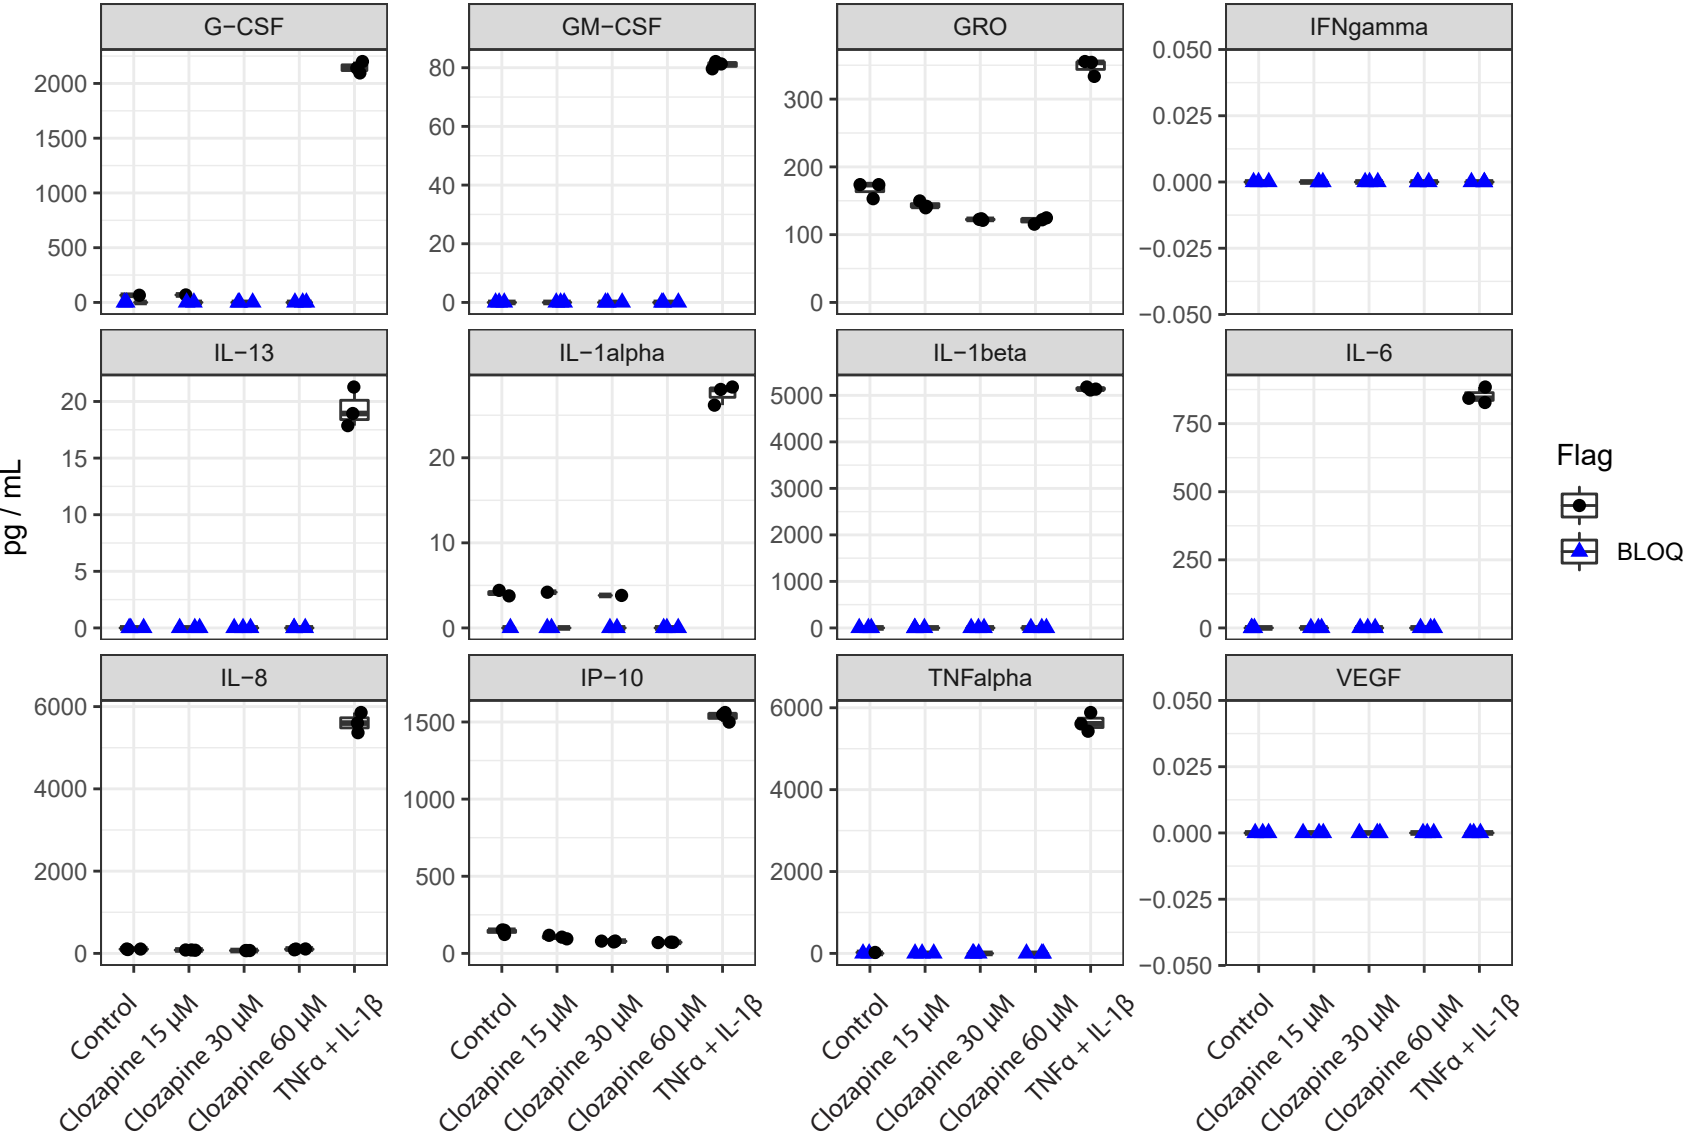 G−CSF
GM−CSF
GRO
IFNgamma
2000
1500
1000
500
0
80
60
40
20
0
300
200
100
0
0.050
0.025
0.000
−0.025
−0.050
IL−13
IL−1alpha
IL−1beta
IL−6
20
15
10
5
0
20
10
0
5000
4000
3000
2000
1000
0
750
500
250
0
pg / mL
Flag
BLOQ
IL−8
IP−10
TNFalpha
VEGF
6000
4000
2000
0
1500
1000
500
0
6000
4000
2000
0
0.050
0.025
0.000
−0.025
−0.050
Control
Clozapine 15 µM
Clozapine 30 µM
Clozapine 60 µM
TNFα + IL-1β
Control
Clozapine 15 µM
Clozapine 30 µM
Clozapine 60 µM
TNFα + IL-1β
Control
Clozapine 15 µM
Clozapine 30 µM
Clozapine 60 µM
TNFα + IL-1β
Control
Clozapine 15 µM
Clozapine 30 µM
Clozapine 60 µM
TNFα + IL-1β